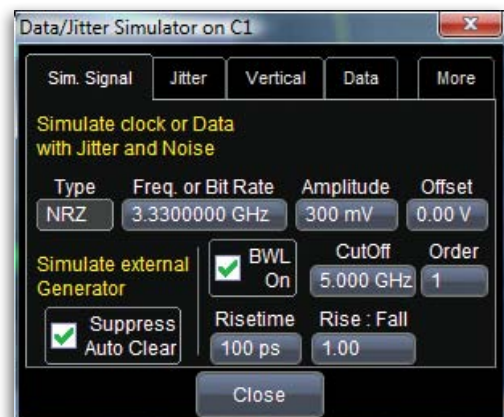 Data/Jitter Simulator on C1
Sim. Signal Jitter Vertical Data More
Simulate clock or Data
with Jitter and Noise
Type Freq. or Bit Rate Amplitude Offset
NRZ 3.3300000 GHz 300 mV 0.00 V
Simulate external
Generator
Suppress
Auto Clear
BWL
On
CutOff Order
5.000 GHz 1
Risetime Rise : Fall
100 ps 1.00
Close